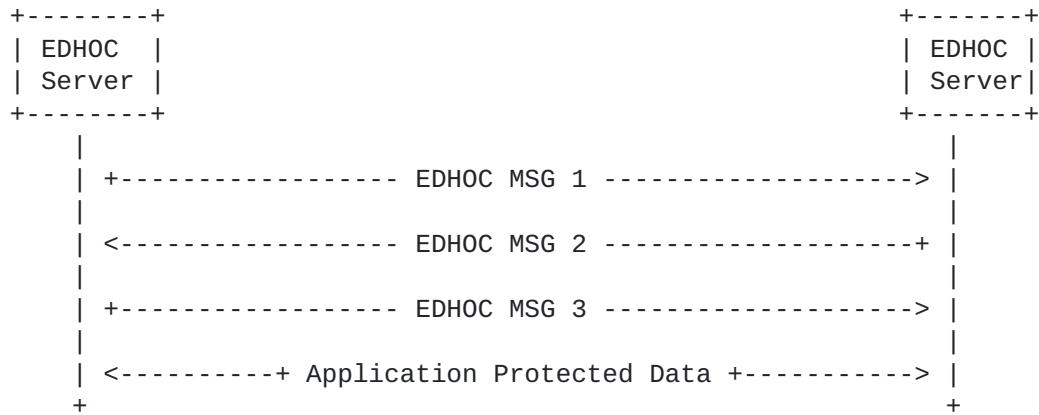 EDHOC EDHOC
Server Server
EDHOC MSG 1
EDHOC MSG 2
EDHOC MSG 3
Application Protected Data